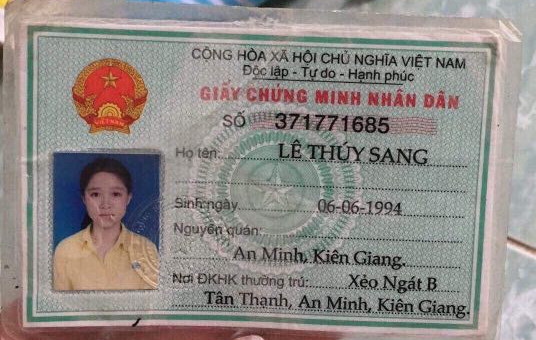 CỘNG HÒA XÃ HỘI CHỦ NGHĨA VIỆT NAM
Độc lập - Tự do - Hạnh phúc
GIẤY CHỨNG MINH NHÂN DÂN
SỐ 371771685
Họ tên: LÊ THÚY SANG
Sinh ngày 06-06-1994
Nguyên quán:
An Minh, Kiên Giang.
Nơi ĐKHK thường trú: Xẻo Ngát B
Tân Thạnh, An Minh, Kiên Giang.
VIỆT NAM